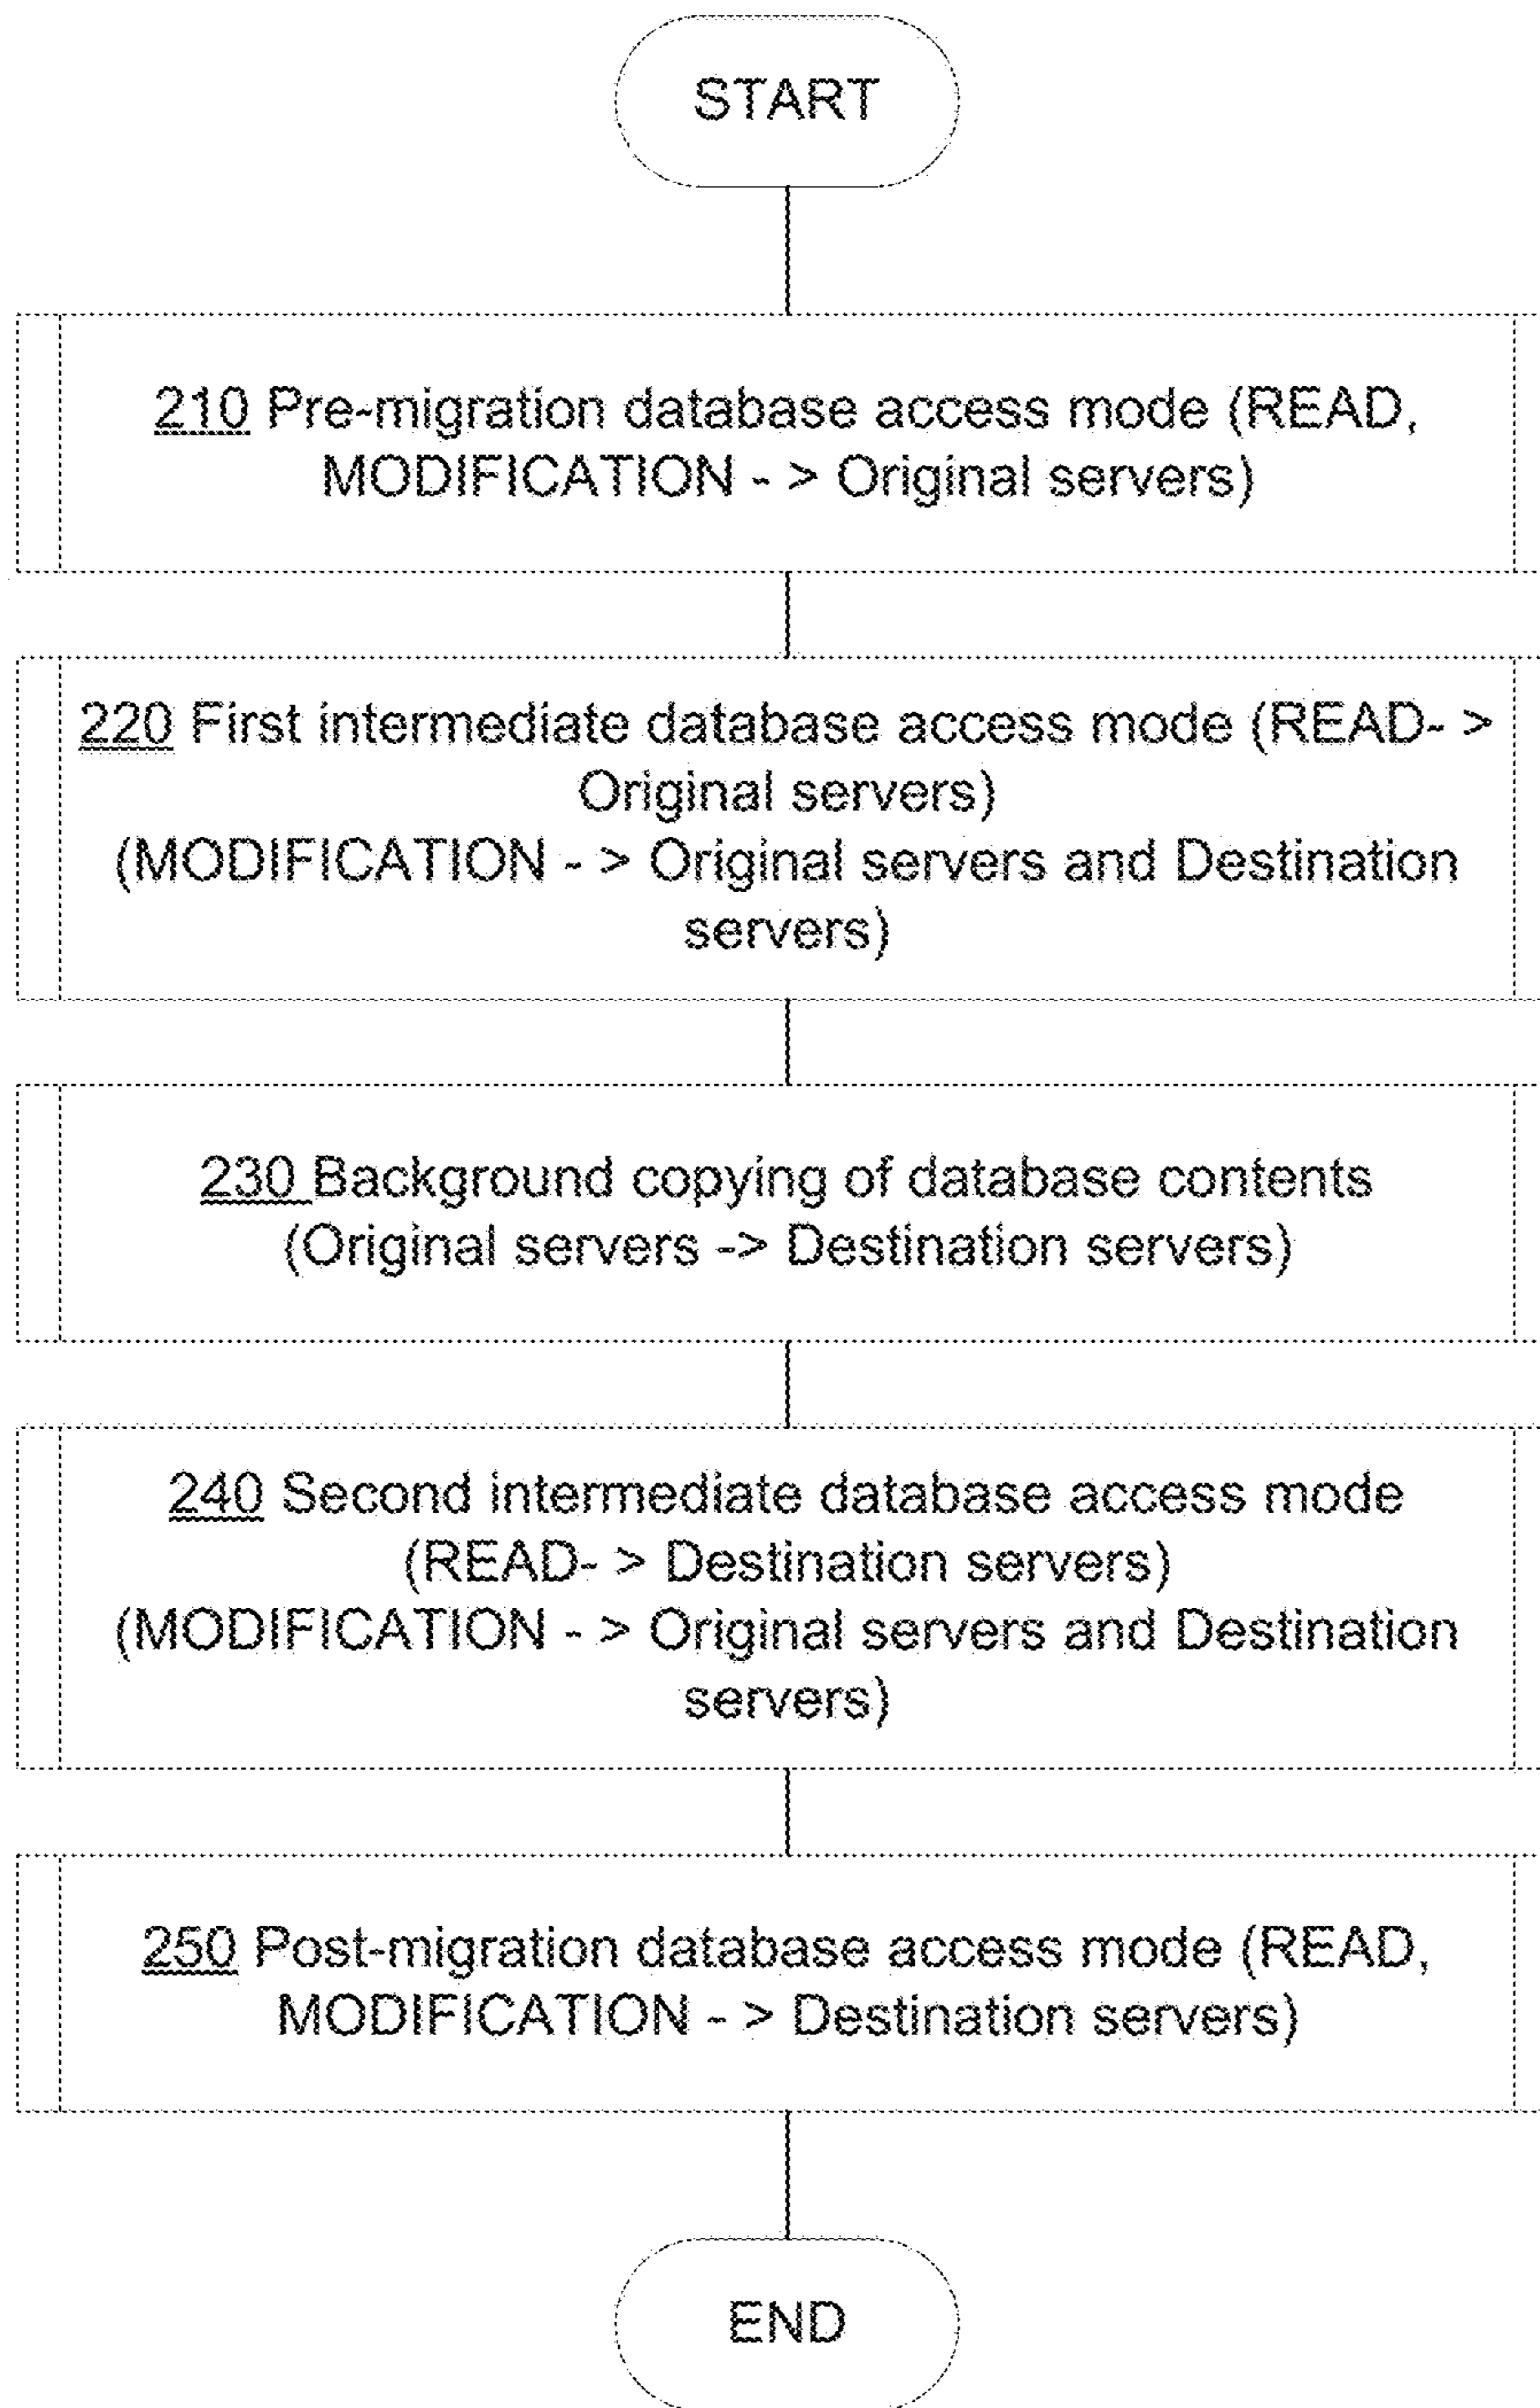 START
210 Pre-migration database access mode (READ,
MODIFICATION - > Original servers)
220 First intermediate database access mode (READ- >
Original servers)
(MODIFICATION - > Original servers and Destination
servers)
230 Background copying of database contents
(Original servers -> Destination servers)
240 Second intermediate database access mode
(READ- > Destination servers)
(MODIFICATION - > Original servers and Destination
servers)
250 Post-migration database access mode (READ,
MODIFICATION - > Destination servers)
END